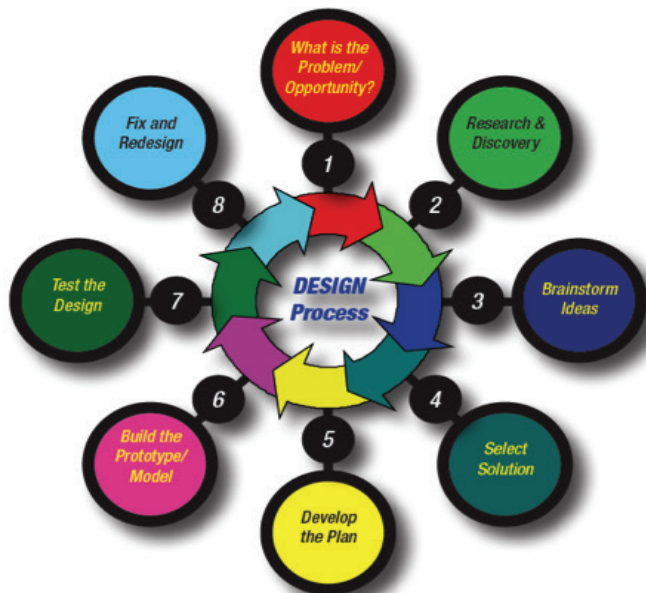 What is the
Problem/
Opportunity?
1
Research &
Discovery
2
Brainstorm
Ideas
3
Select
Solution
4
Develop
the Plan
5
Build the
Prototype/
Model
6
Test the
Design
7
Fix and
Redesign
8
DESIGN
Process